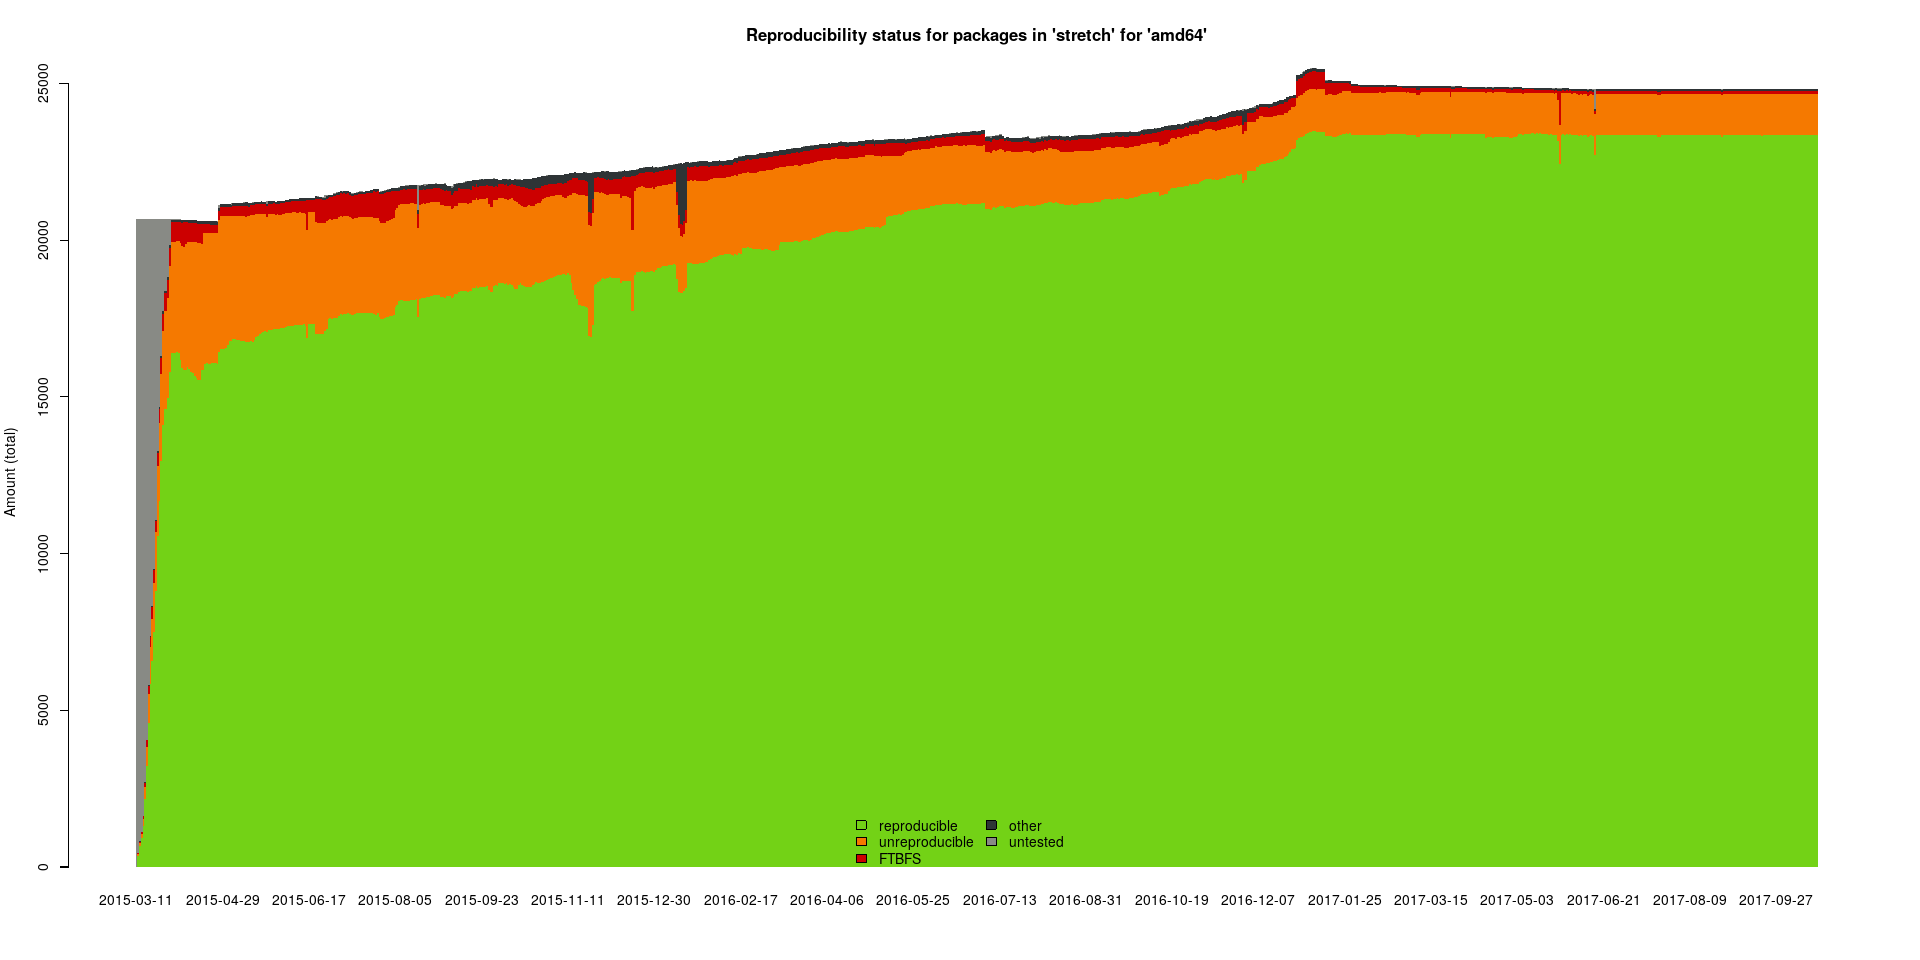 Reproducibility status for packages in 'stretch' for 'amd64'
25000
20000
15000
10000
5000
0
Amount (total)
reproducible
unreproducible
FTBFS
other
untested
2015-03-11 2015-04-29 2015-06-17 2015-08-05 2015-09-23 2015-11-11 2015-12-30 2016-02-17 2016-04-06 2016-05-25 2016-07-13 2016-08-31 2016-10-19 2016-12-07 2017-01-25 2017-03-15 2017-05-03 2017-06-21 2017-08-09 2017-09-27